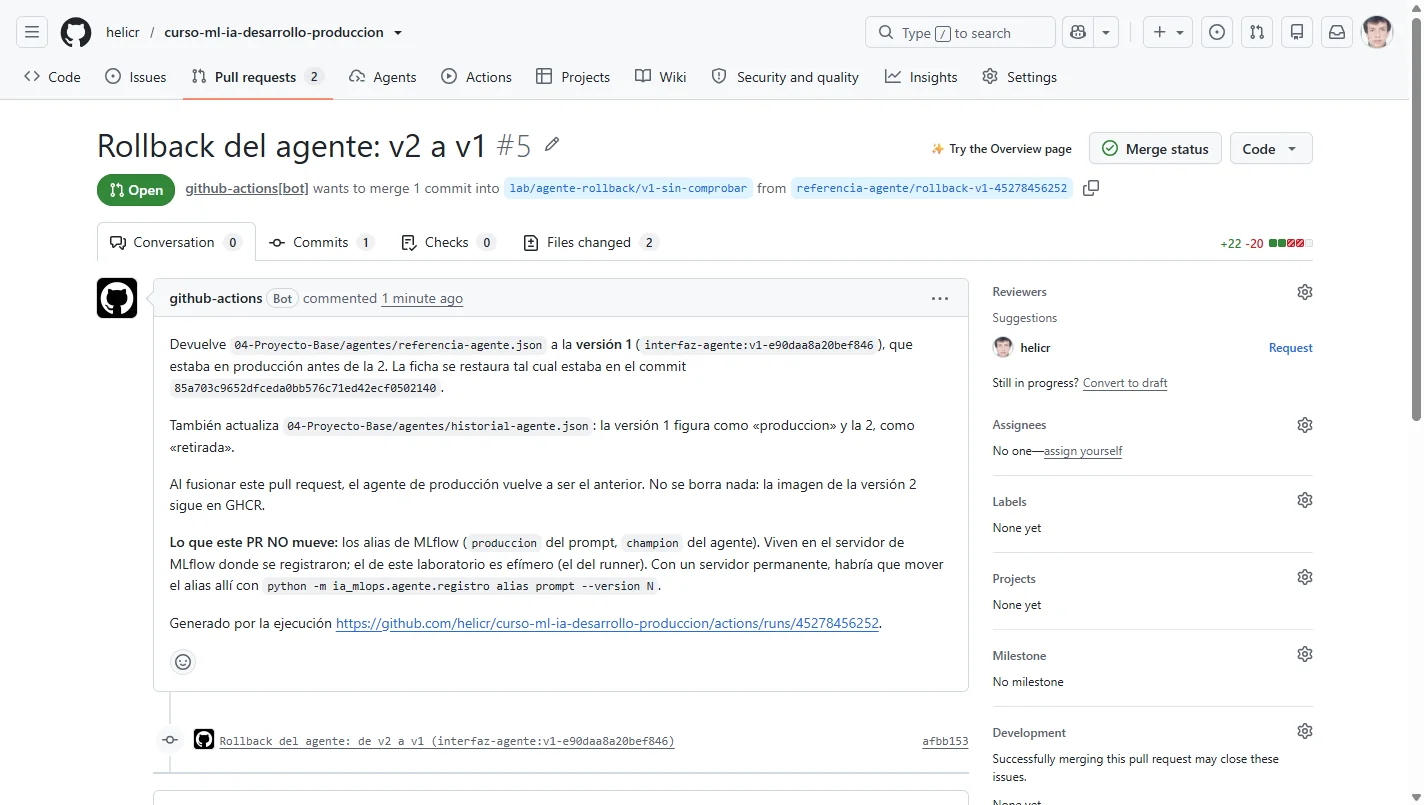 helicr / curso-ml-ia-desarrollo-produccion
Type / to search
Code
Issues
Pull requests 2
Agents
Actions
Projects
Wiki
Security and quality
Insights
Settings
Rollback del agente: v2 a v1 #5
Try the Overview page
Merge status
Code
Open
github-actions[bot] wants to merge 1 commit into lab/agente-rollback/v1-sin-comprobar from referencia-agente/rollback-v1-45278456252
Conversation 0
Commits 1
Checks 0
Files changed 2
+22 -20
github-actions Bot commented 1 minute ago
Devuelve 04-Proyecto-Base/agentes/referencia-agente.json a la versión 1 ( interfaz-agente:v1-e90daa8a20bef846 ), que
estaba en producción antes de la 2. La ficha se restaura tal cual estaba en el commit
85a703c9652dfceda0bb576c71ed42ecf0502140 .
También actualiza 04-Proyecto-Base/agentes/historial-agente.json : la versión 1 figura como «produccion» y la 2, como
«retirada».
Al fusionar este pull request, el agente de producción vuelve a ser el anterior. No se borra nada: la imagen de la versión 2
sigue en GHCR.
Lo que este PR NO mueve: los alias de MLflow ( produccion del prompt, champion del agente). Viven en el servidor de
MLflow donde se registraron; el de este laboratorio es efímero (el del runner). Con un servidor permanente, habría que mover
el alias allí con python -m ia_mlops.agente.registro alias prompt --version N .
Generado por la ejecución https://github.com/helicr/curso-ml-ia-desarrollo-produccion/actions/runs/45278456252.
Rollback del agente: de v2 a v1 (interfaz-agente:v1-e90daa8a20bef846)
afbb153
Reviewers
Suggestions
helicr
Request
Still in progress? Convert to draft
Assignees
No one—assign yourself
Labels
None yet
Projects
None yet
Milestone
No milestone
Development
Successfully merging this pull request may close these
issues.
None yet